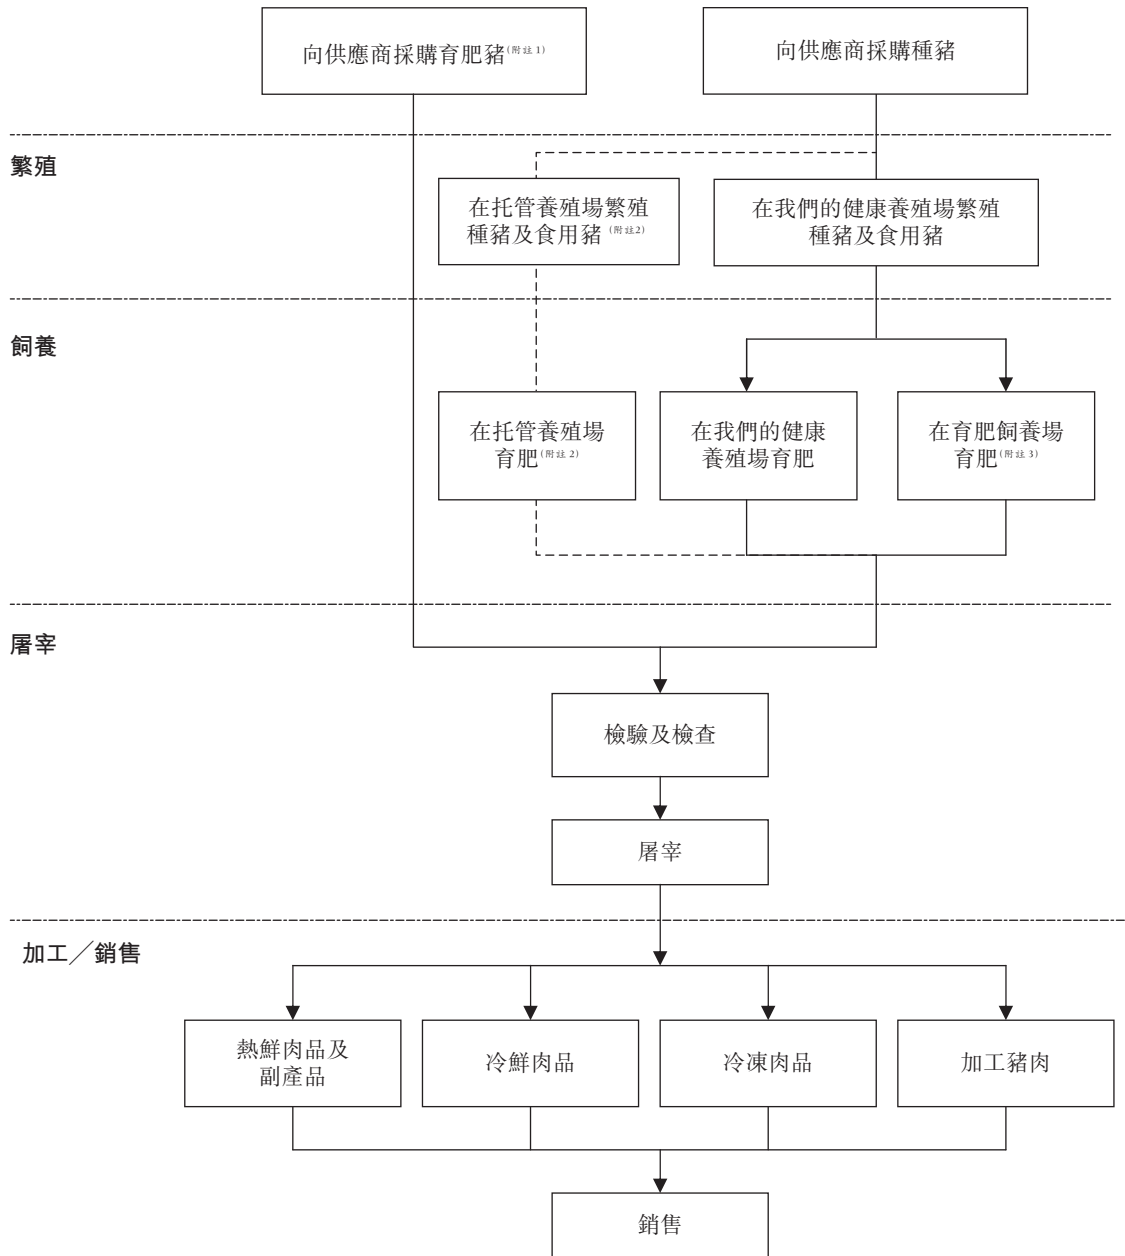 向供應商採購育肥豬(附註 1)
向供應商採購種豬
繁殖
在托管養殖場繁殖
種豬及食用豬(附註2)
在我們的健康養殖場繁殖
種豬及食用豬
飼養
在托管養殖場
育肥(附註 2)
在我們的健康
養殖場育肥
在育肥飼養場
育肥(附註 3)
屠宰
檢驗及檢查
屠宰
加工／銷售
熱鮮肉品及
副產品
冷鮮肉品
冷凍肉品
加工豬肉
銷售